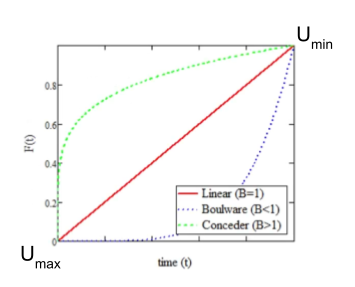 Umin
0.8
0.6
0.4
0.2
0
F(t)
Linear (B=1)
Boulware (B<1)
Conceder (B>1)
Umax
time (t)